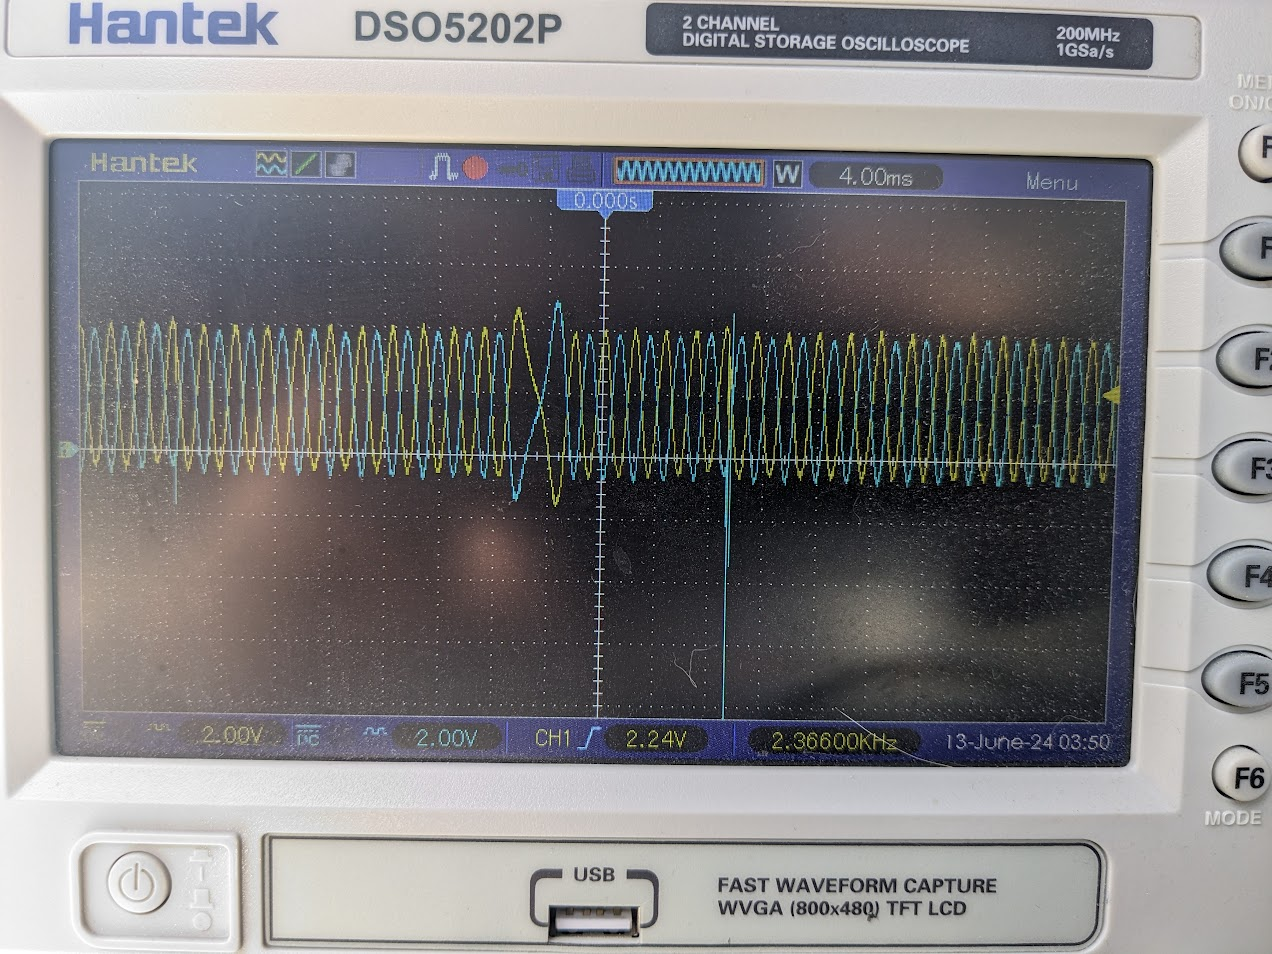 Hantek DSO5202P
2 CHANNEL
DIGITAL STORAGE OSCILLOSCOPE
200MHz
1GSa/s
Hantek W 4.00ms Menu
0.000s
2.00V DC 2.00V CH1 2.24V 2.36600KHz 13-June-24 03:50
F3
F4
F5
F6
MODE
USB
FAST WAVEFORM CAPTURE
WVGA (800x480) TFT LCD